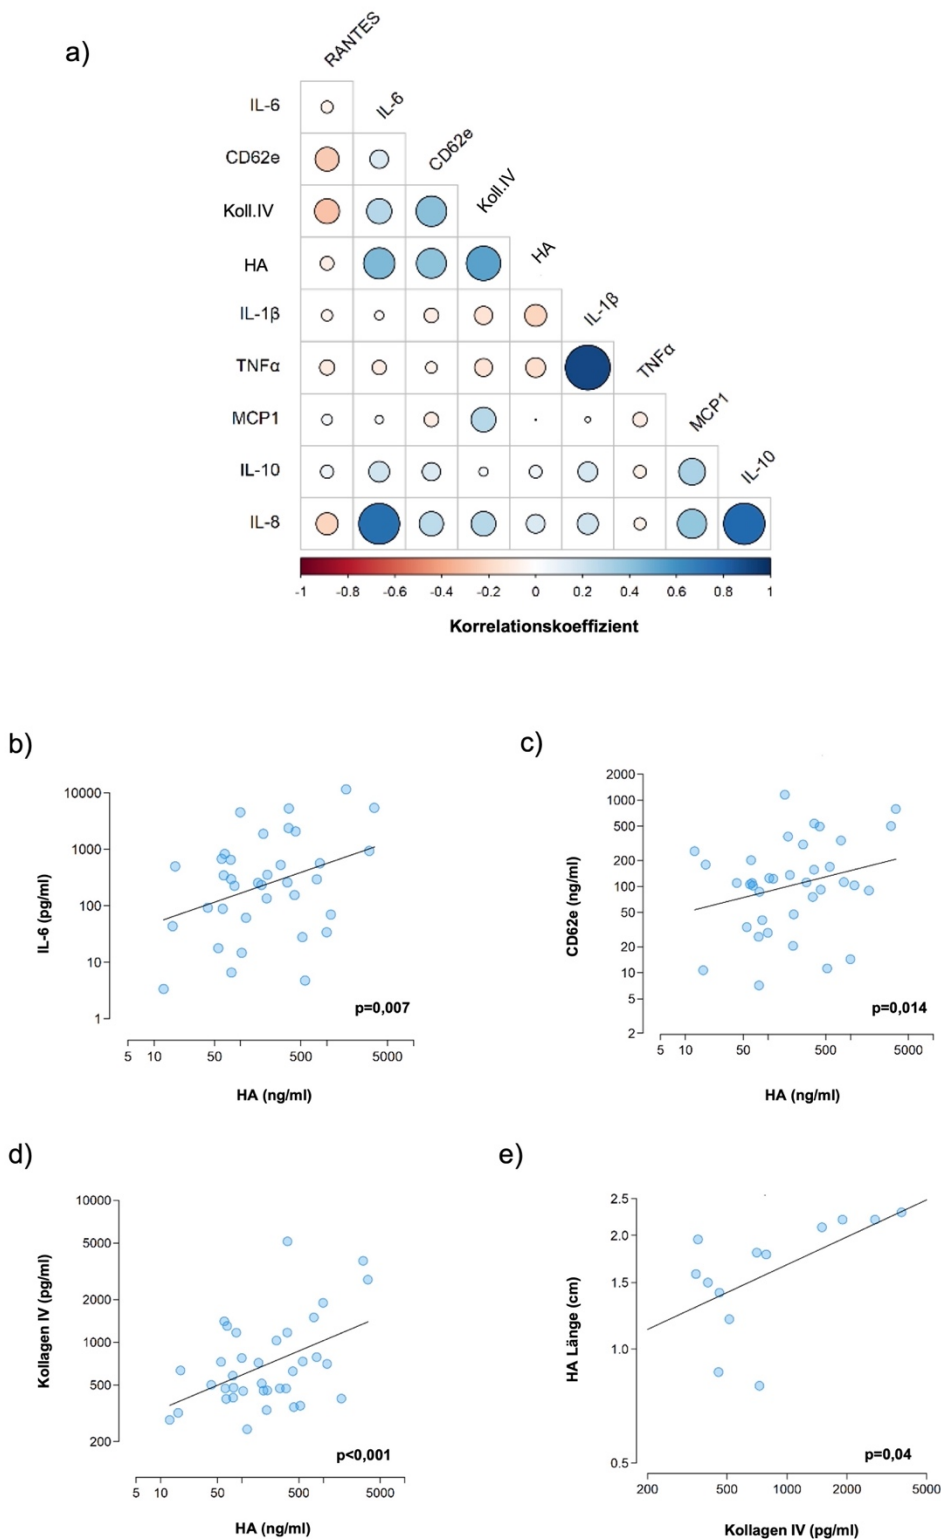 a)
RANTES
IL-6
IL-6
CD62e
CD62e
Koll.IV
Koll.IV
HA
HA
IL-1β
IL-1β
TNFα
TNFα
MCP1
MCP1
IL-10
IL-10
IL-8
-1 -0.8 -0.6 -0.4 -0.2 0 0.2 0.4 0.6 0.8 1
Korrelationskoeffizient
b)
10000
1000
100
10
1
IL-6 (pg/ml)
p=0,007
5 10 50 500 5000
HA (ng/ml)
c)
2000
1000
500
200
100
50
20
10
5
2
CD62e (ng/ml)
p=0,014
5 10 50 500 5000
HA (ng/ml)
d)
10000
5000
2000
1000
500
200
Kollagen IV (pg/ml)
p<0,001
5 10 50 500 5000
HA (ng/ml)
e)
2.5
2.0
1.5
1.0
0.5
HA Länge (cm)
p=0,04
200 500 1000 2000 5000
Kollagen IV (pg/ml)